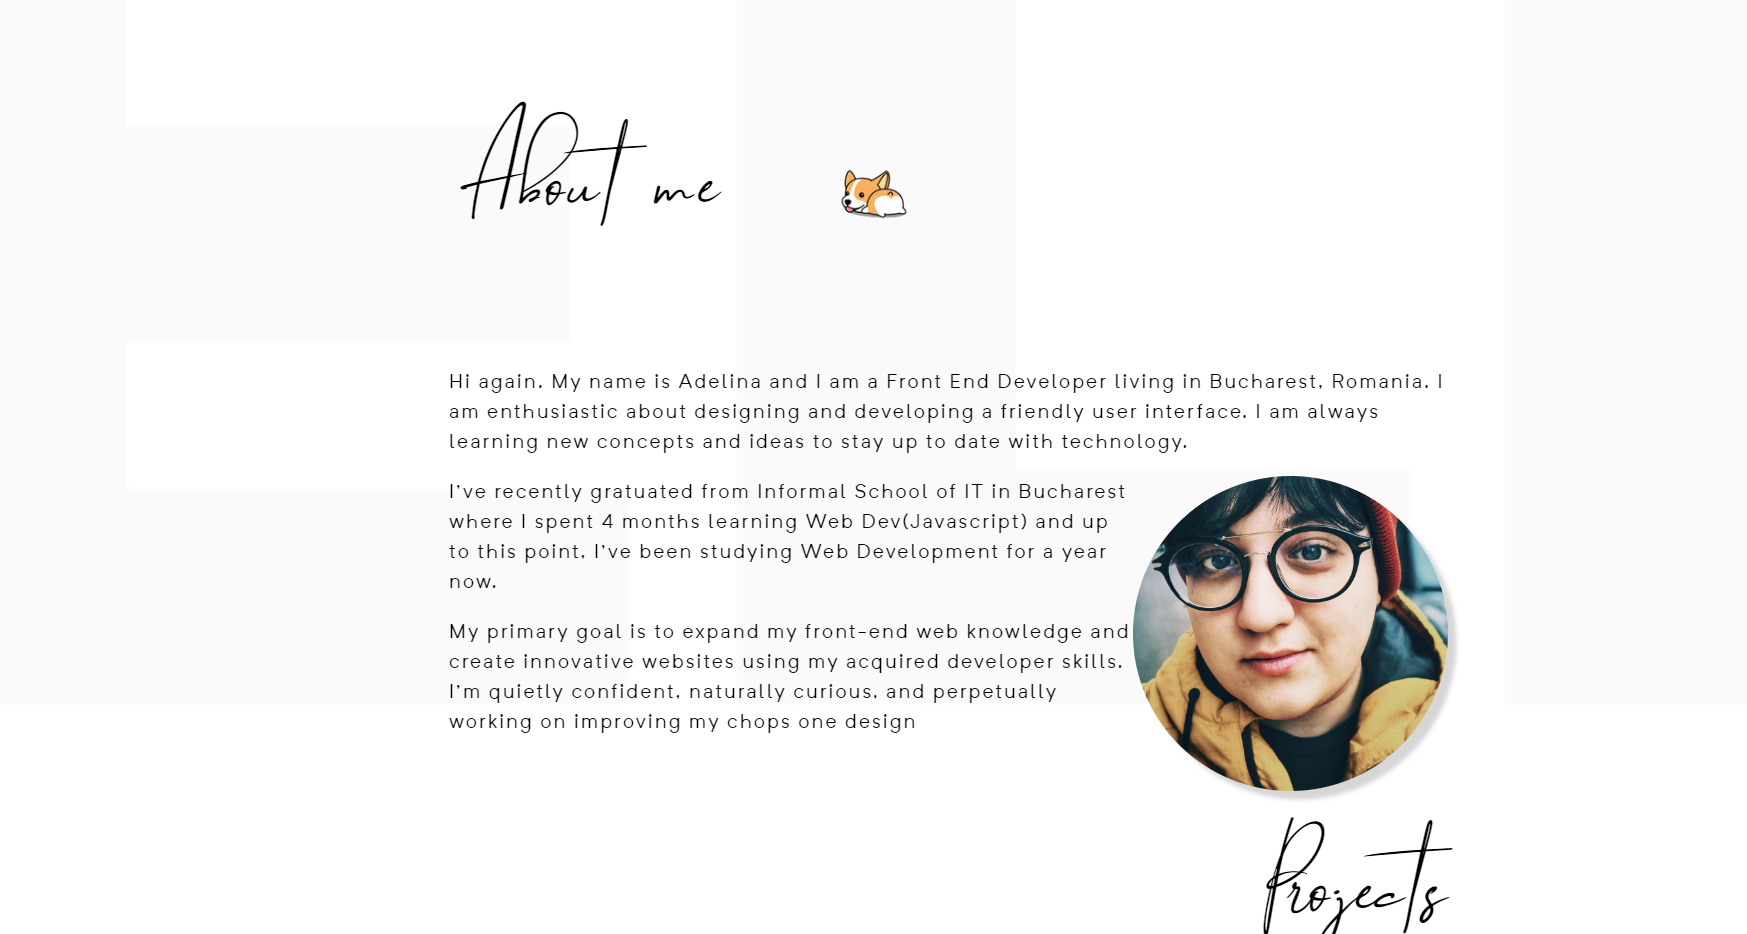 About me
Hi again. My name is Adelina and I am a Front End Developer living in Bucharest, Romania. I
am enthusiastic about designing and developing a friendly user interface. I am always
learning new concepts and ideas to stay up to date with technology.
I've recently gratuated from Informal School of IT in Bucharest
where I spent 4 months learning Web Dev(Javascript) and up
to this point, I've been studying Web Development for a year
now.
My primary goal is to expand my front-end web knowledge and
create innovative websites using my acquired developer skills.
I'm quietly confident, naturally curious, and perpetually
working on improving my chops one design
Projects